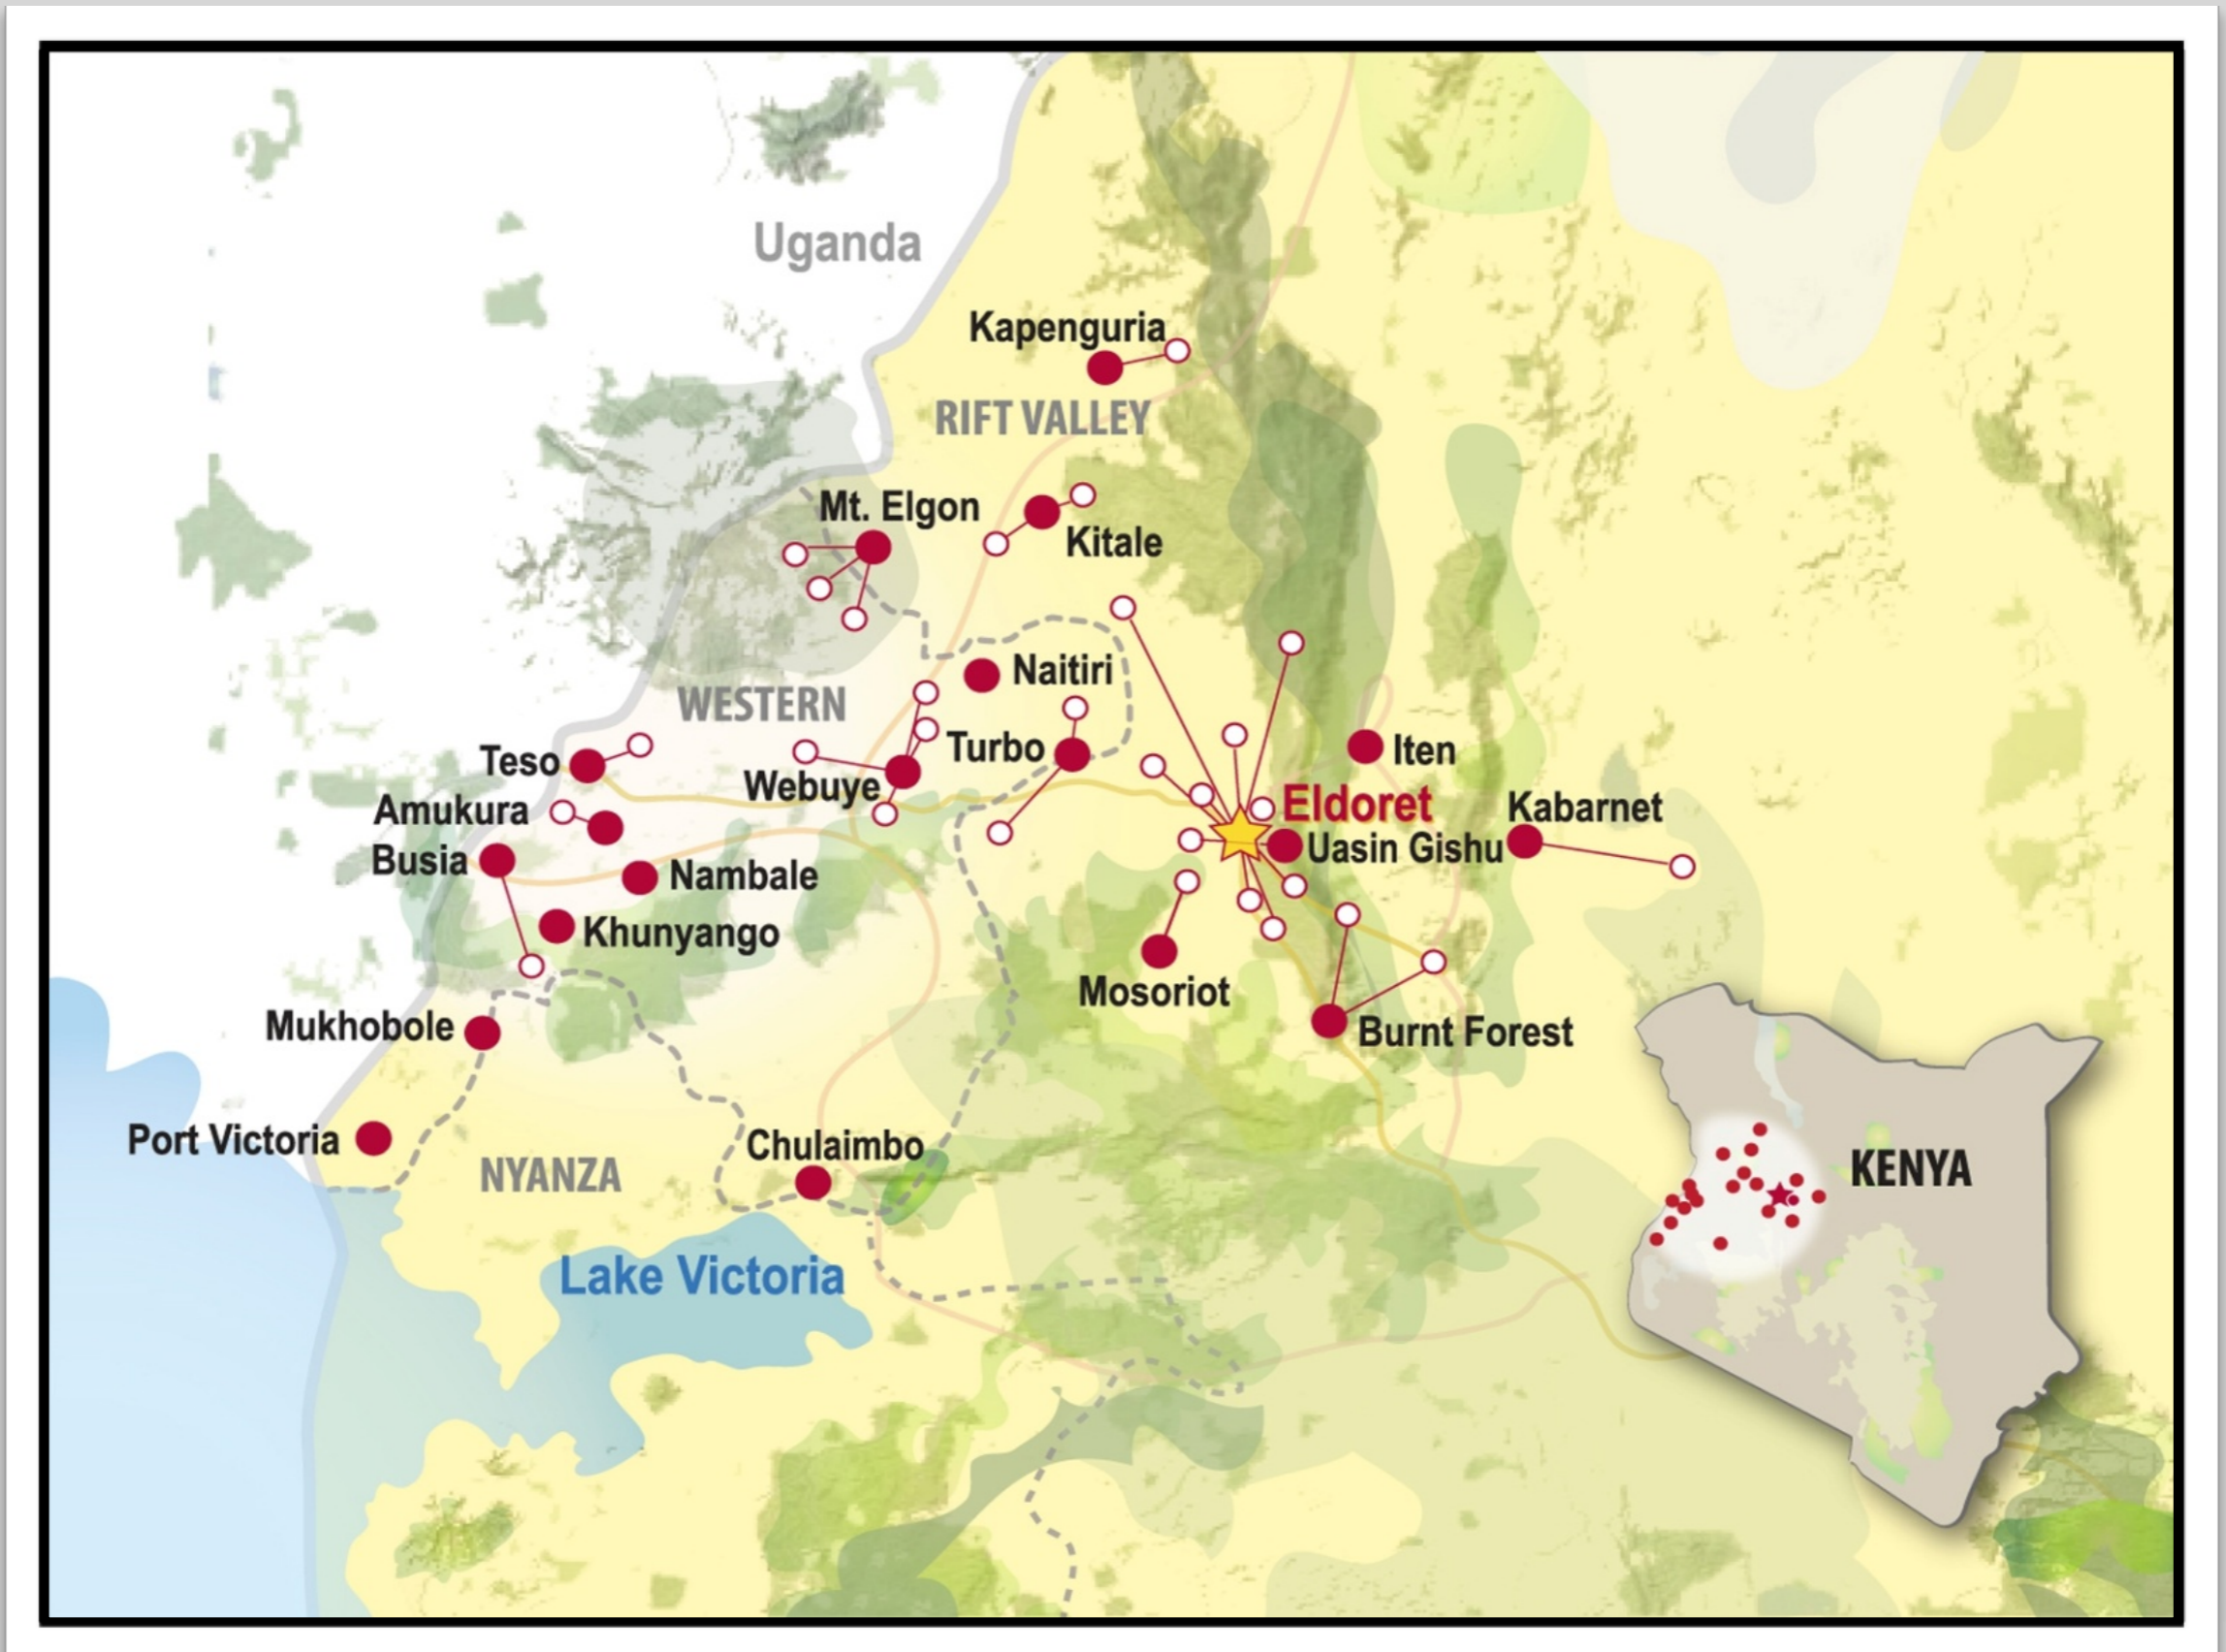 Uganda
Kapenguria
RIFT VALLEY
Mt. Elgon
Kitale
Naitiri
WESTERN
Turbo
Iten
Teso
Webuye
Eldoret
Kabarnet
Amukura
Uasin Gishu
Busia
Nambale
Khunyango
Mosoriot
Mukhobole
Burnt Forest
Port Victoria
Chulaimbo
NYANZA
KENYA
Lake Victoria